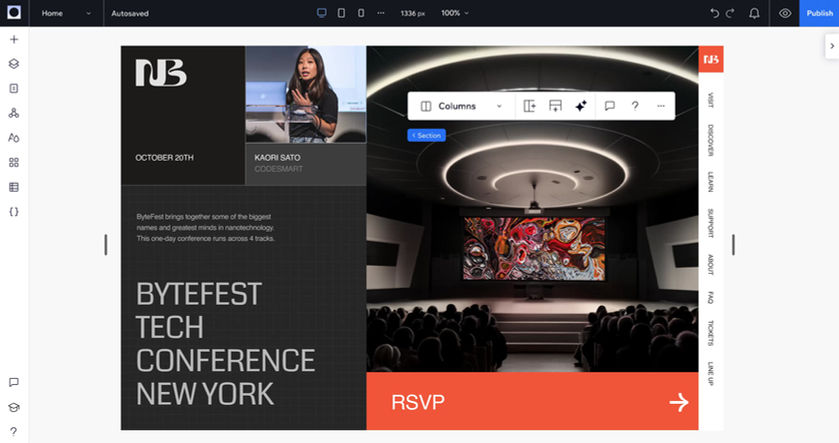 Home
Autosaved
1336 px
100%
Publish
NB
OCTOBER 20TH
KAORI SATO
CODESMART
Columns
Section
ByteFest brings together some of the biggest
names and greatest minds in nanotechnology.
This one-day conference runs across 4 tracks.
BYTEFEST
TECH
CONFERENCE
NEW YORK
RSVP
NB
VISIT
DISCOVER
LEARN
SUPPORT
ABOUT
FAQ
TICKETS
LINE UP